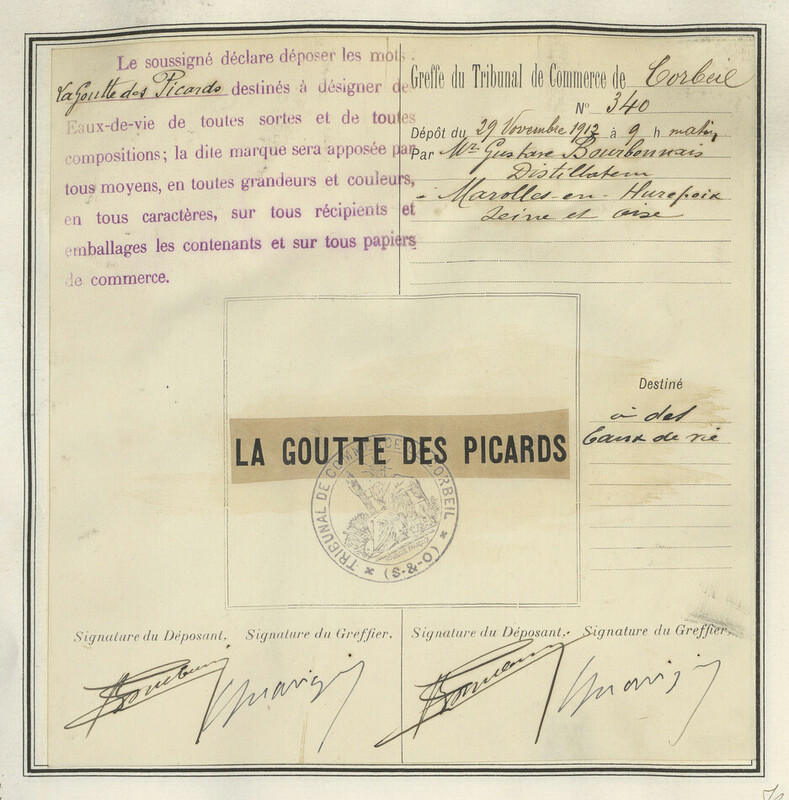 Le soussigné déclare déposer les mots
La Goutte des Picards destinés à désigner des
Eaux-de-vie de toutes sortes et de toutes
compositions; la dite marque sera apposée par
tous moyens, en toutes grandeurs et couleurs,
en tous caractères, sur tous récipients et
emballages les contenants et sur tous papiers
de commerce.
Greffe du Tribunal de Commerce de Corbeil
N° 340
Dépôt du 29 Novembre 1912 à 9 h matin
Par Mr. Gustave Bourbonnais
Distillateur
à Marolles-en-Hurepoix
Seine et Oise
Destiné
à des
Eaux de vie
LA GOUTTE DES PICARDS
TRIBUNAL DE COMMERCE DE CORBEIL
* (S-&-O) *
Signature du Déposant. Signature du Greffier.
Signature du Déposant. Signature du Greffier.